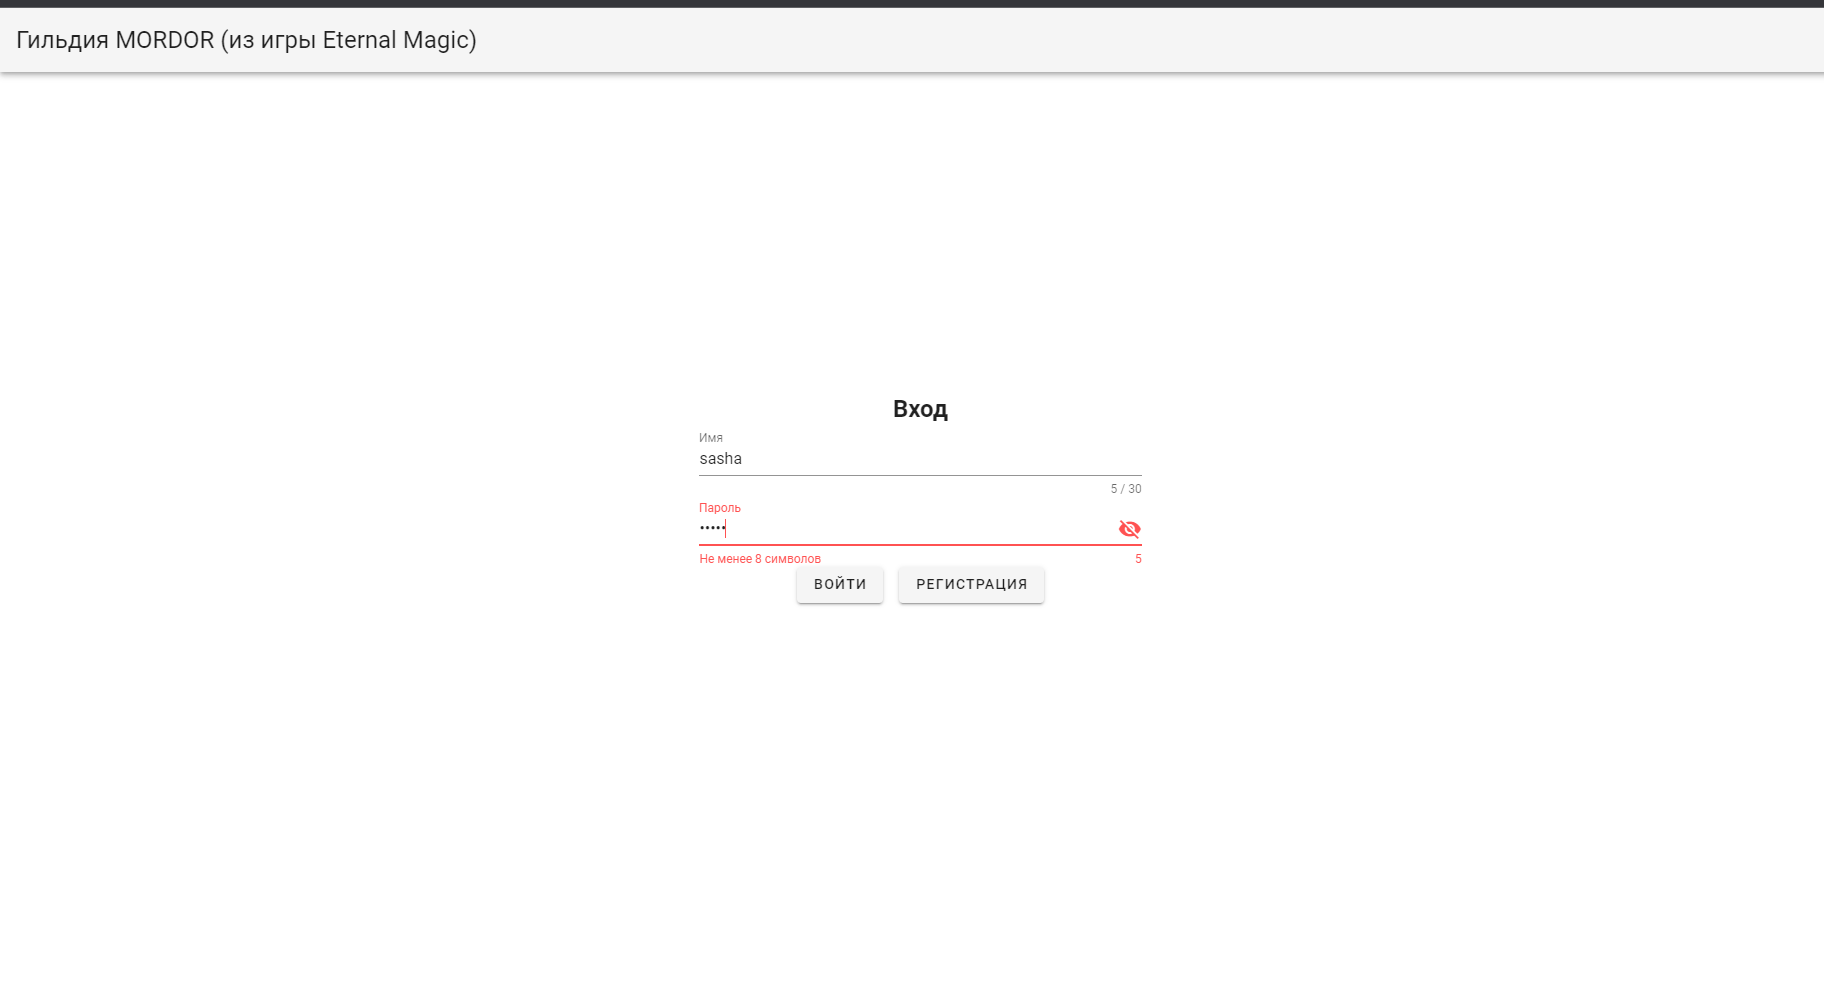 Гильдия MORDOR (из игры Eternal Magic)
Вход
Имя
sasha
5 / 30
Пароль
•••••
Не менее 8 символов 5
ВОЙТИ РЕГИСТРАЦИЯ